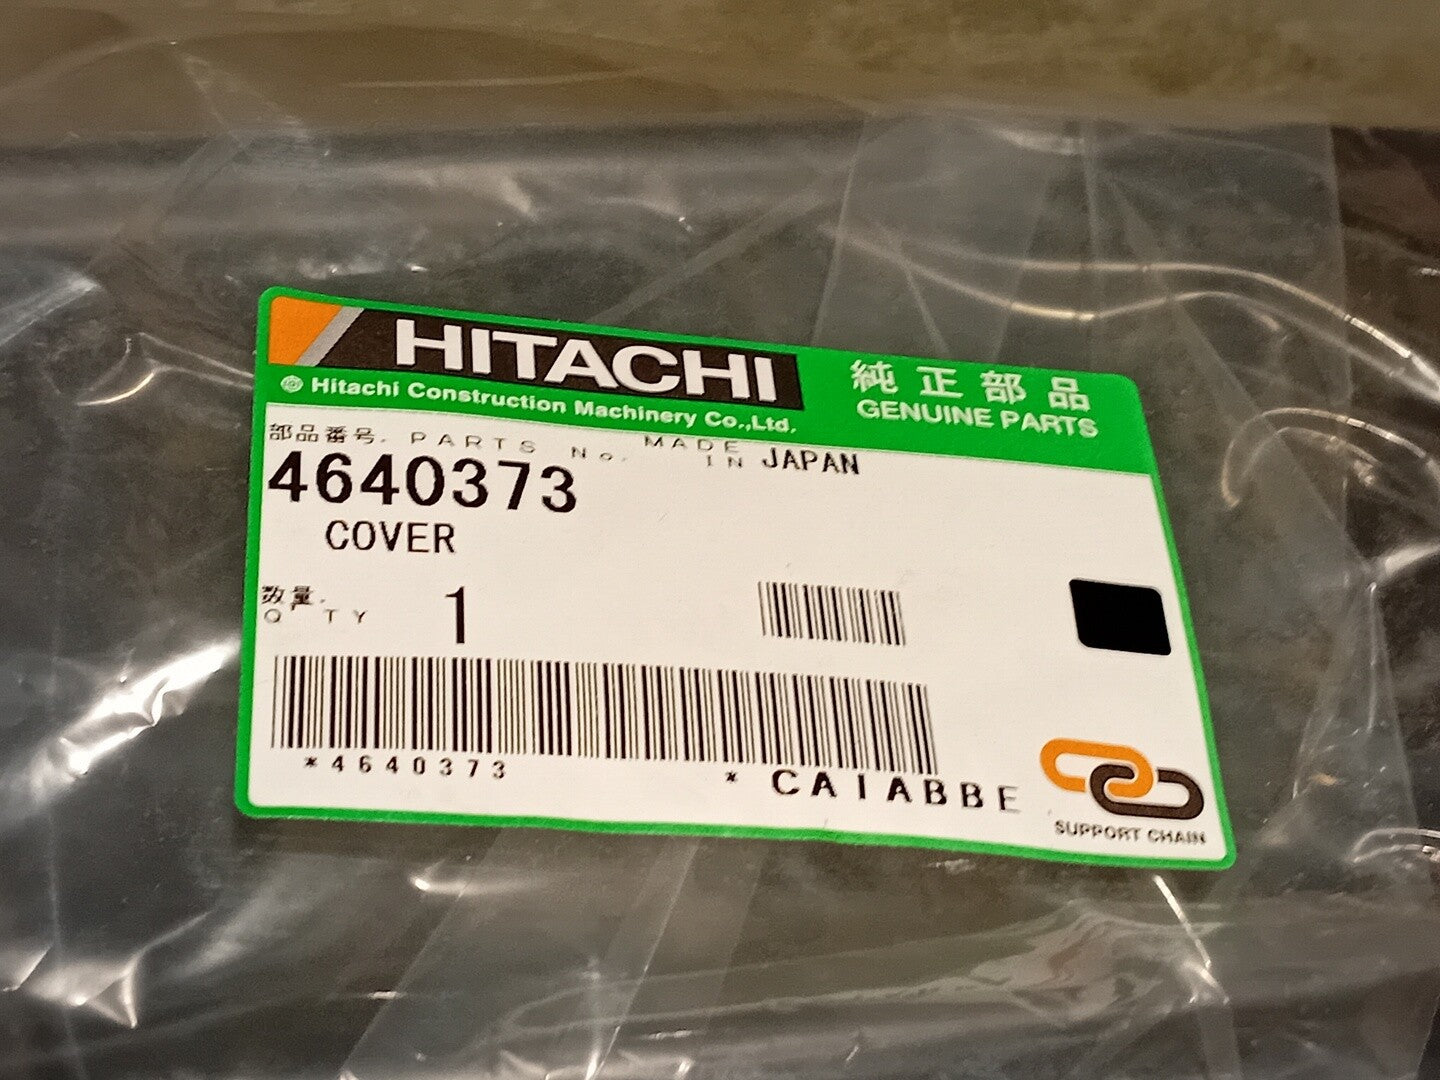 HITACHI
Hitachi Construction Machinery Co.,Ltd.
純正部品
GENUINE PARTS
部品番号. PARTS No. MADE IN JAPAN
4640373
COVER
数量. Q'TY 1
*4640373 * CAIABBE
SUPPORT CHAIN